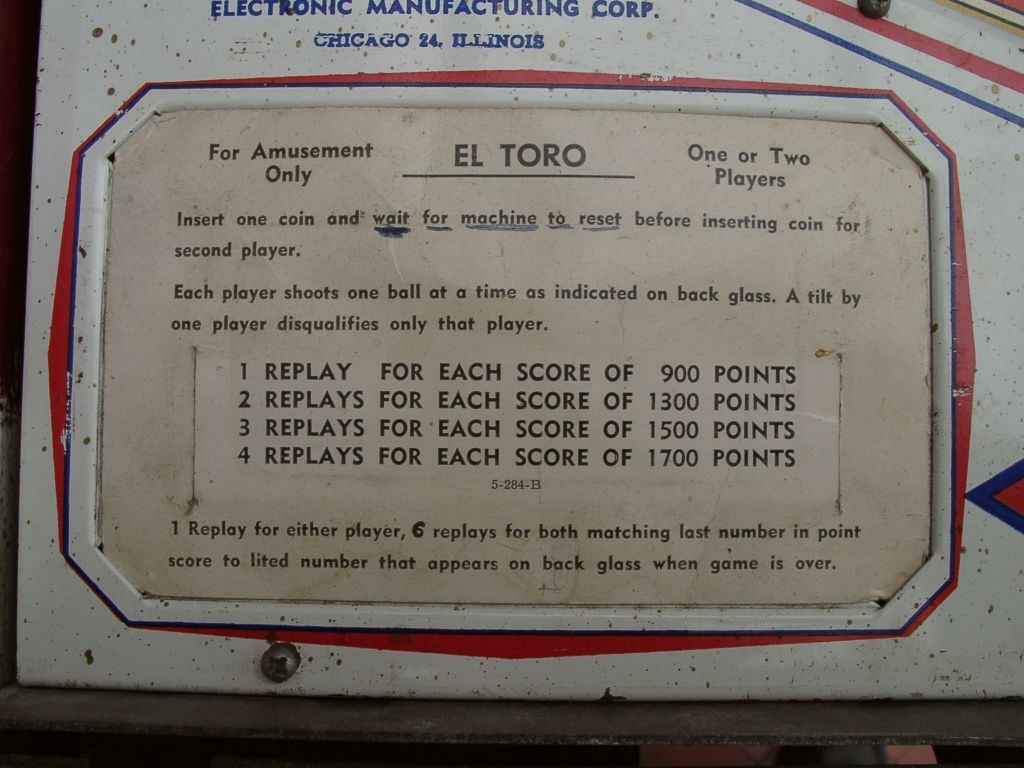 ELECTRONIC MANUFACTURING CORP.
CHICAGO 24, ILLINOIS
For Amusement Only
EL TORO
One or Two Players
Insert one coin and wait for machine to reset before inserting coin for
second player.
Each player shoots one ball at a time as indicated on back glass. A tilt by
one player disqualifies only that player.
1 REPLAY FOR EACH SCORE OF 900 POINTS
2 REPLAYS FOR EACH SCORE OF 1300 POINTS
3 REPLAYS FOR EACH SCORE OF 1500 POINTS
4 REPLAYS FOR EACH SCORE OF 1700 POINTS
5-284-B
1 Replay for either player, 6 replays for both matching last number in point
score to lited number that appears on back glass when game is over.